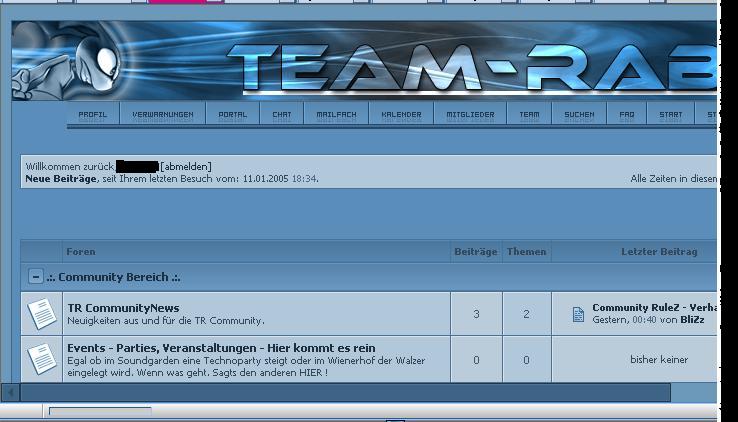 TEAM-RAB
PROFIL VERWARNUNGEN PORTAL CHAT MAILFACH KALENDER MITGLIEDER TEAM SUCHEN FAQ START ST
Willkommen zurück [abmelden]
Neue Beiträge, seit Ihrem letzten Besuch vom: 11.01.2005 18:34.
Alle Zeiten in diesen
Foren Beiträge Themen Letzter Beitrag
.:. Community Bereich .:.
TR CommunityNews
Neuigkeiten aus und für die TR Community.
3 2
Community RuleZ - Verha
Gestern, 00:40 von BliZz
Events - Parties, Veranstaltungen - Hier kommt es rein
Egal ob im Soundgarden eine Technoparty steigt oder im Wienerhof der Walzer
eingelegt wird. Wenn was geht. Sagts den anderen HIER !
0 0
bisher keiner